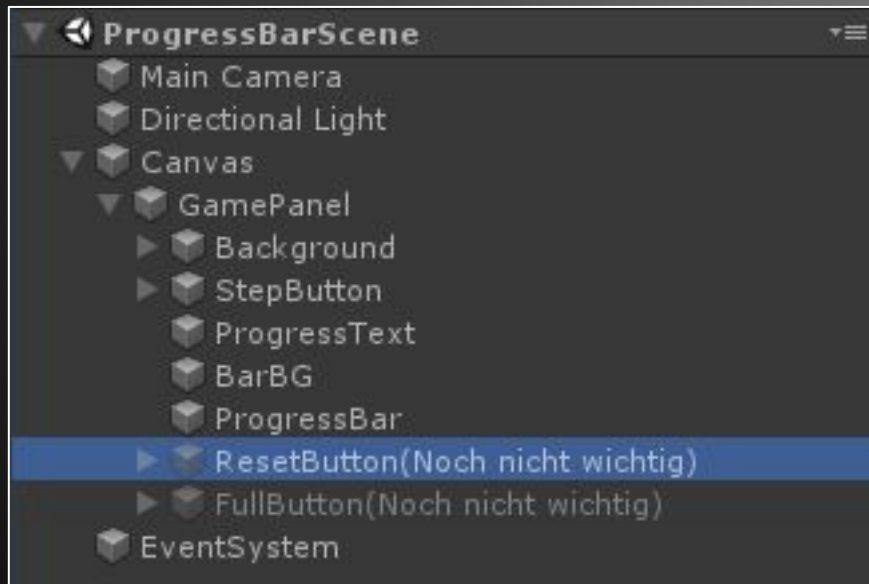 ProgressBarScene
Main Camera
Directional Light
Canvas
GamePanel
Background
StepButton
ProgressText
BarBG
ProgressBar
ResetButton(Noch nicht wichtig)
FullButton(Noch nicht wichtig)
EventSystem